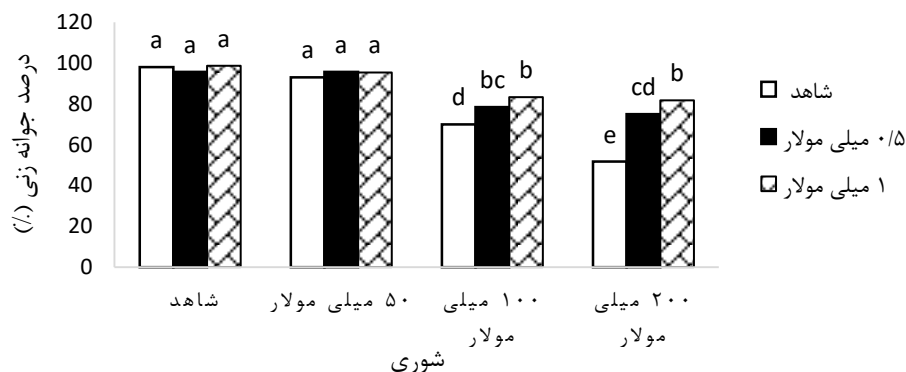 درصد جوانه زنی (٪)
120
100
80
60
40
20
0
a a a
a a a
d bc b
e cd b
شاهد
۵۰ میلی مولار
۱۰۰ میلی
مولار
۲۰۰ میلی
مولار
شوری
شاهد
۰/۵ میلی مولار
۱ میلی مولار